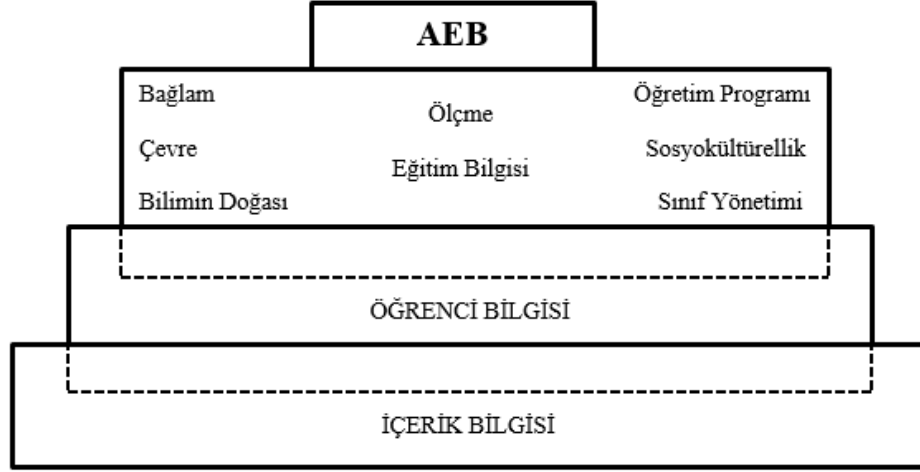 AEB
Bağlam
Çevre
Bilimin Doğası
Ölçme
Eğitim Bilgisi
Öğretim Programı
Sosyokültürellik
Sınıf Yönetimi
ÖĞRENCİ BİLGİSİ
İÇERİK BİLGİSİ